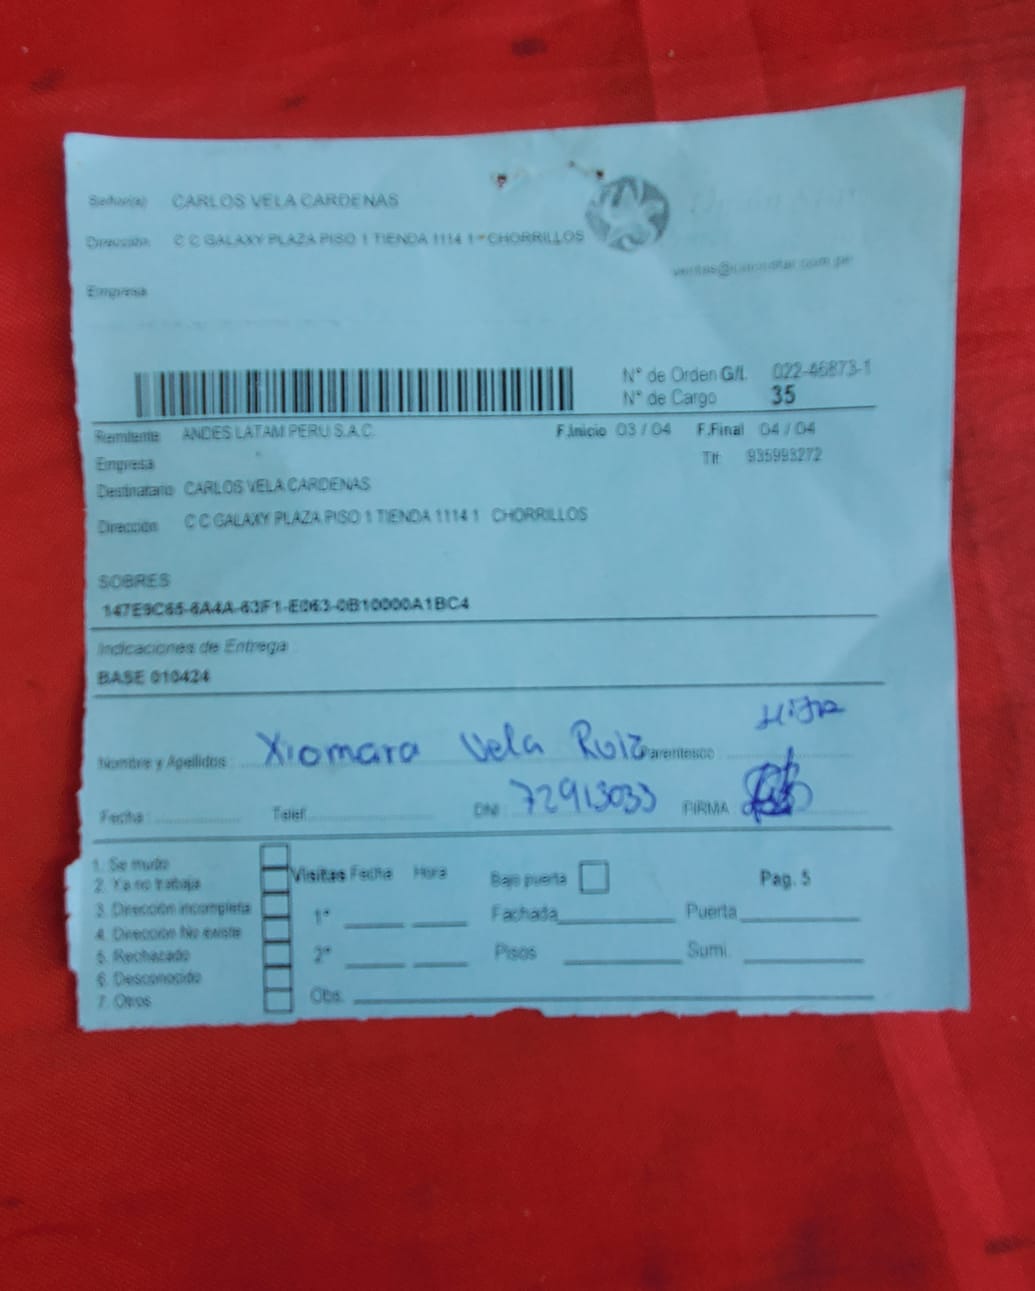 Señor(a) CARLOS VELA CARDENAS
Dirección C C GALAXY PLAZA PISO 1 TIENDA 1114 1 - CHORRILLOS
Empresa
N° de Orden G/I. 022-46873-1
N° de Cargo 35
Remitente ANDES LATAM PERU S.A.C. F.Inicio 03 / 04 F.Final 04 / 04
Empresa Tlf: 935993272
Destinatario CARLOS VELA CARDENAS
Dirección C C GALAXY PLAZA PISO 1 TIENDA 1114 1 CHORRILLOS
SOBRES
147E9C65-6A4A-63F1-E063-0B10000A1BC4
Indicaciones de Entrega :
BASE 010424
Nombre y Apellidos : Xiomara Vela Ruiz Parentesco : HiJa
Fecha : Telef. DNI : 72913033 FIRMA
1. Se mudo
2. Ya no trabaja
3. Dirección incompleta
4. Dirección No existe
5. Rechazado
6. Desconocido
7. Otros
Visitas Fecha Hora Bajo puerta Pag. 5
1° Fachada Puerta
2° Pisos Sumi.
Obs.